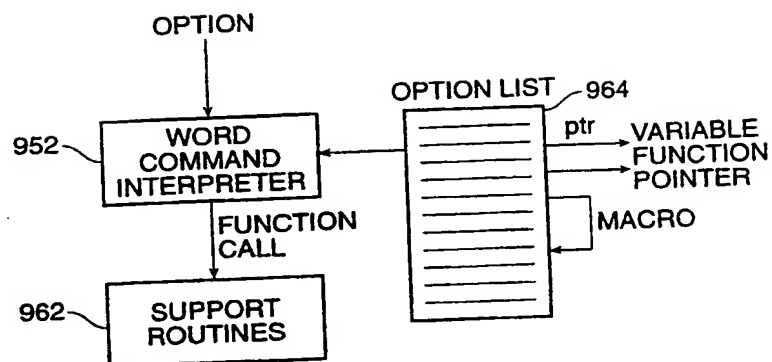 OPTION
OPTION LIST
964
952
WORD
COMMAND
INTERPRETER
ptr
VARIABLE
FUNCTION
POINTER
MACRO
FUNCTION
CALL
962
SUPPORT
ROUTINES